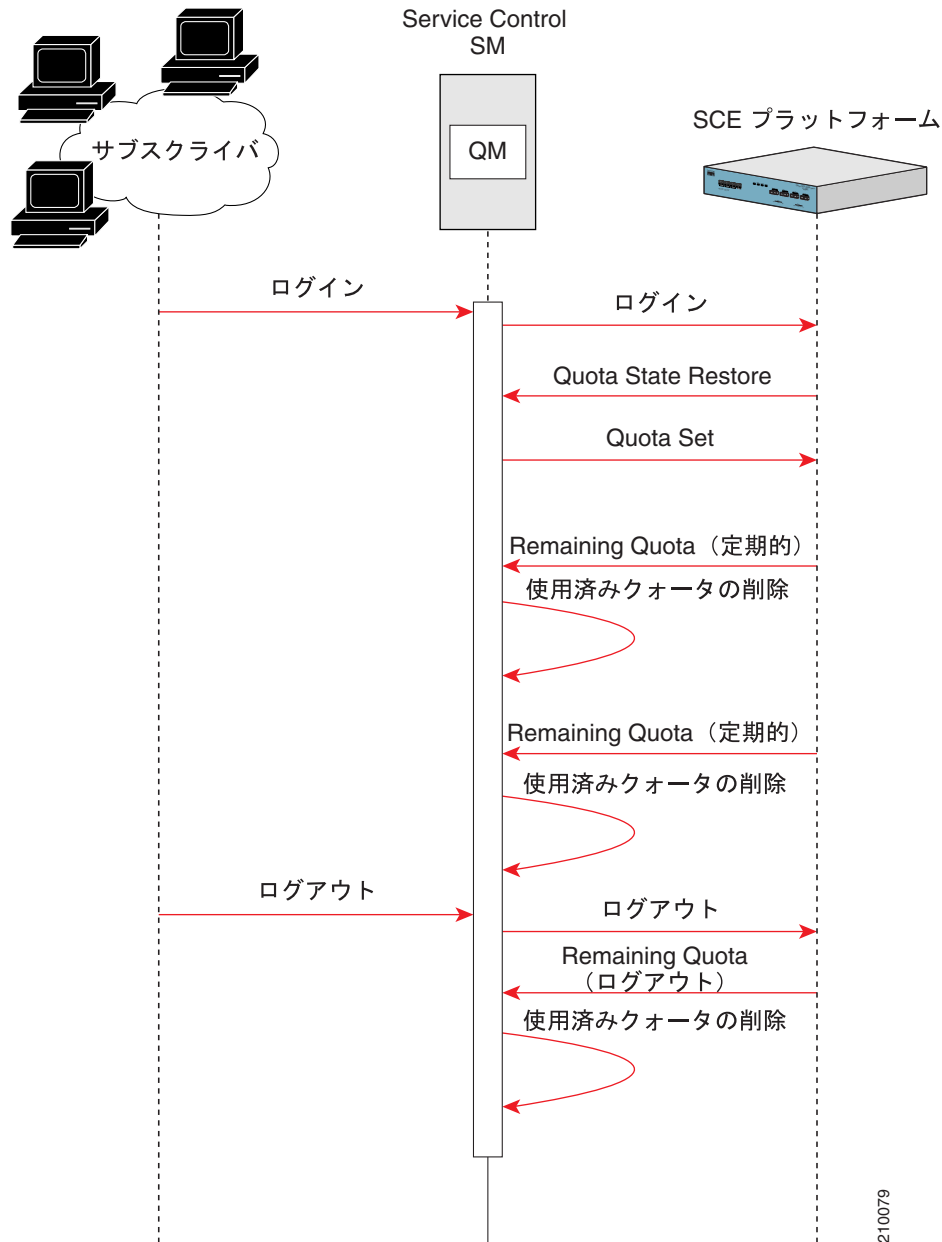 Service Control
SM
QM
サブスクライバ
SCE プラットフォーム
ログイン
ログイン
Quota State Restore
Quota Set
Remaining Quota（定期的）
使用済みクォータの削除
Remaining Quota（定期的）
使用済みクォータの削除
ログアウト
ログアウト
Remaining Quota
（ログアウト）
使用済みクォータの削除
210079